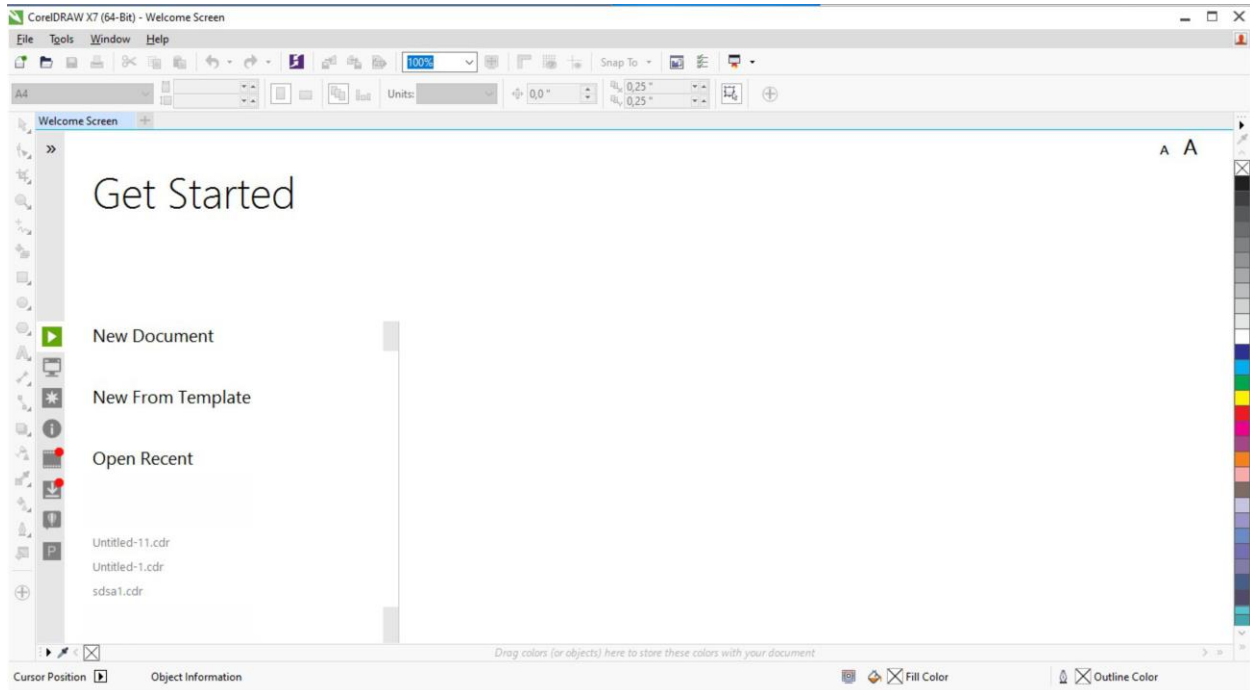 CorelDRAW X7 (64-Bit) - Welcome Screen
File Tools Window Help
100% Snap To
A4 Units: 0,0 " 0,25 "
0,25 "
Welcome Screen
A A
Get Started
New Document
New From Template
Open Recent
Untitled-11.cdr
Untitled-1.cdr
P
sdsa1.cdr
Drag colors (or objects) here to store these colors with your document
Cursor Position Object Information Fill Color Outline Color